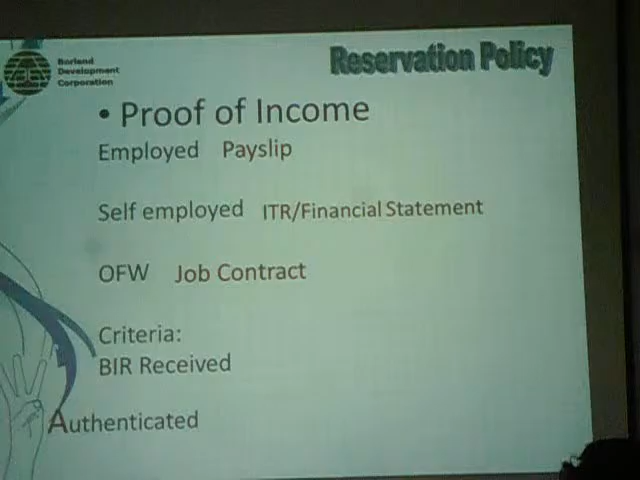 Borland
Development
Corporation
Reservation Policy
• Proof of Income
Employed Payslip
Self employed ITR/Financial Statement
OFW Job Contract
Criteria:
BIR Received
Authenticated